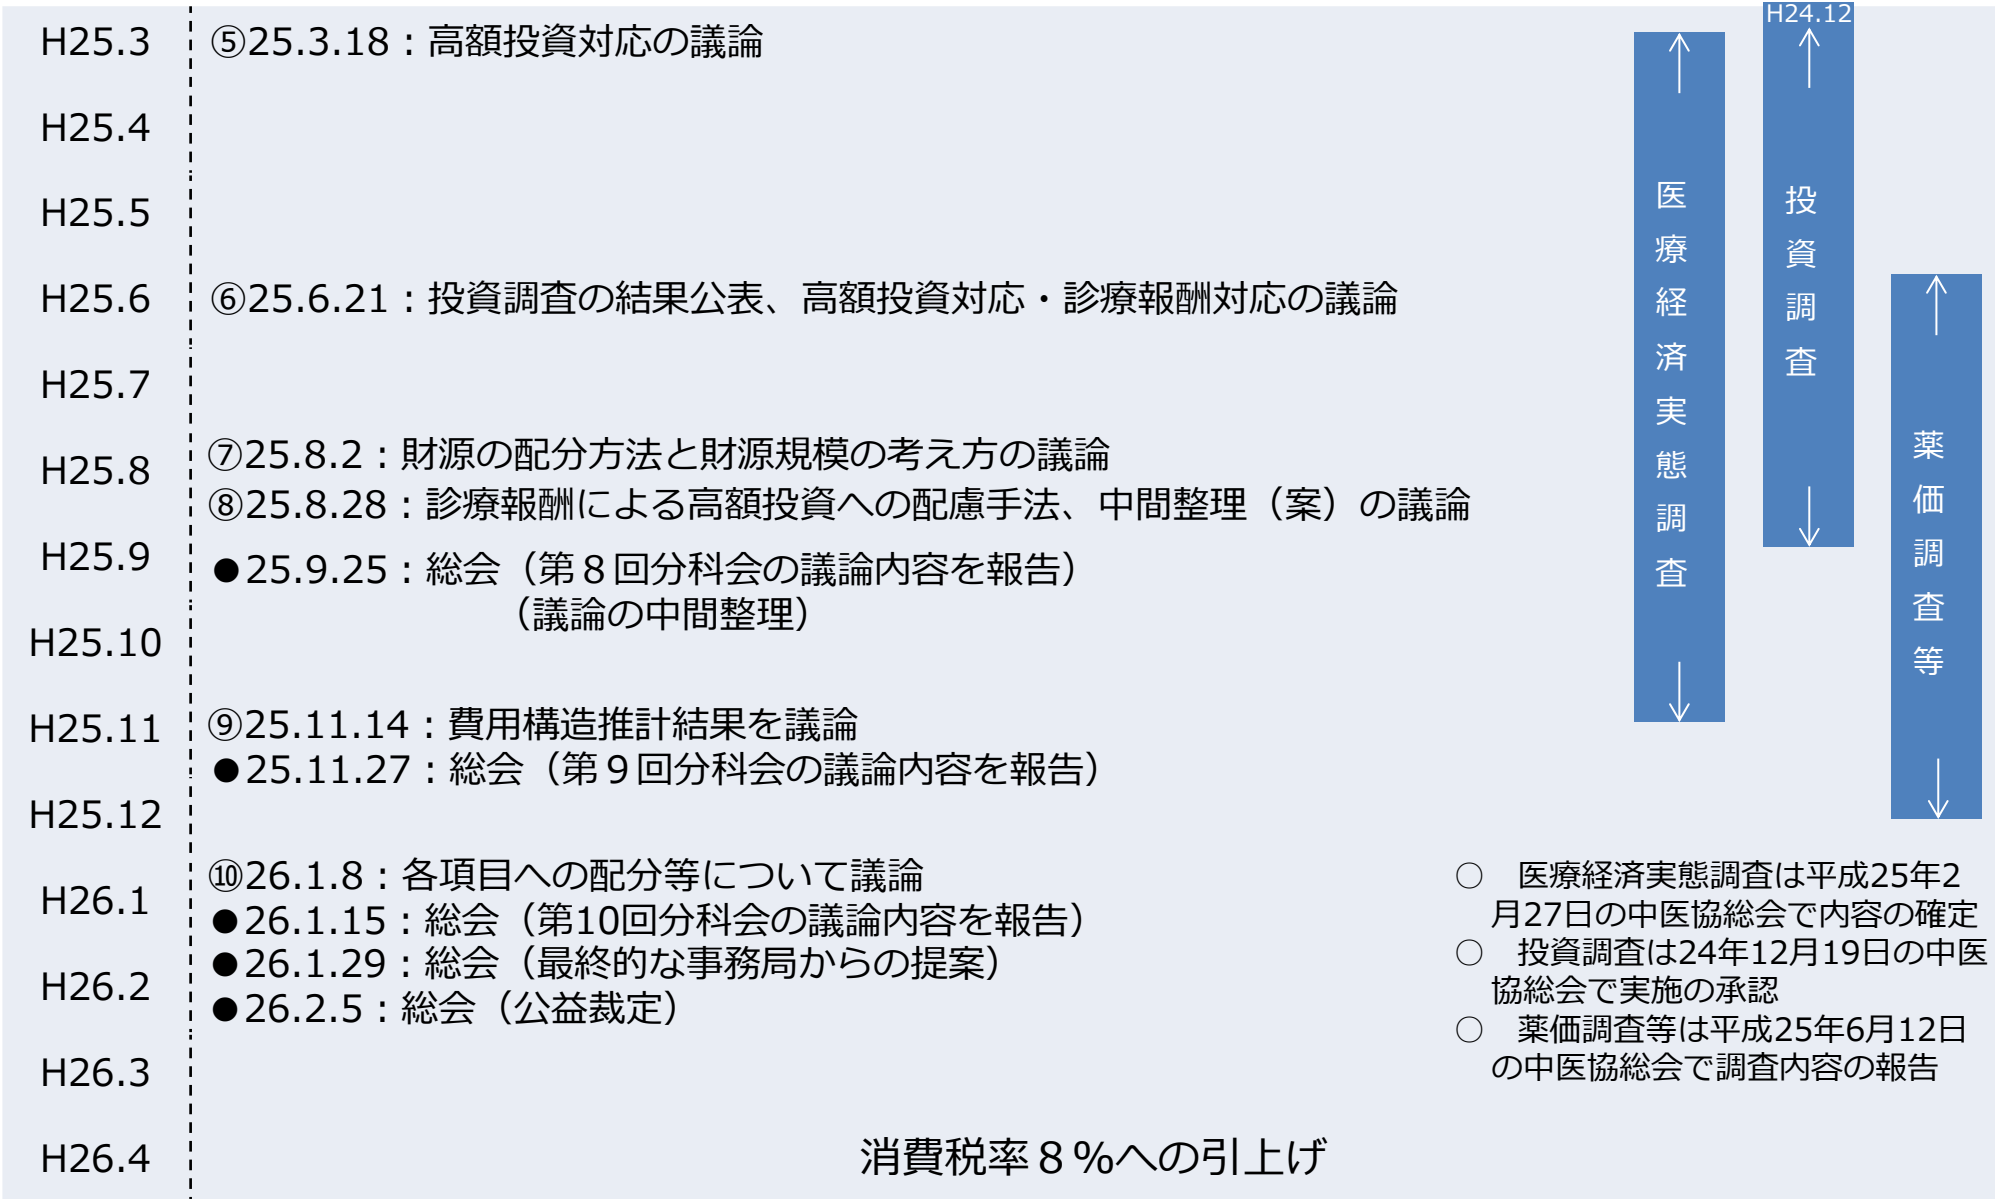 H25.3
⑤25.3.18：高額投資対応の議論
H25.4
H25.5
H25.6
⑥25.6.21：投資調査の結果公表、高額投資対応・診療報酬対応の議論
H25.7
H25.8
⑦25.8.2：財源の配分方法と財源規模の考え方の議論
⑧25.8.28：診療報酬による高額投資への配慮手法、中間整理（案）の議論
H25.9
●25.9.25：総会（第８回分科会の議論内容を報告）
（議論の中間整理）
H25.10
H25.11
⑨25.11.14：費用構造推計結果を議論
●25.11.27：総会（第９回分科会の議論内容を報告）
H25.12
H26.1
⑩26.1.8：各項目への配分等について議論
●26.1.15：総会（第10回分科会の議論内容を報告）
●26.1.29：総会（最終的な事務局からの提案）
H26.2
●26.2.5：総会（公益裁定）
H26.3
H26.4
消費税率８％への引上げ
医療経済実態調査
H24.12
投資調査
薬価調査等
○　医療経済実態調査は平成25年2
月27日の中医協総会で内容の確定
○　投資調査は24年12月19日の中医
協総会で実施の承認
○　薬価調査等は平成25年6月12日
の中医協総会で調査内容の報告